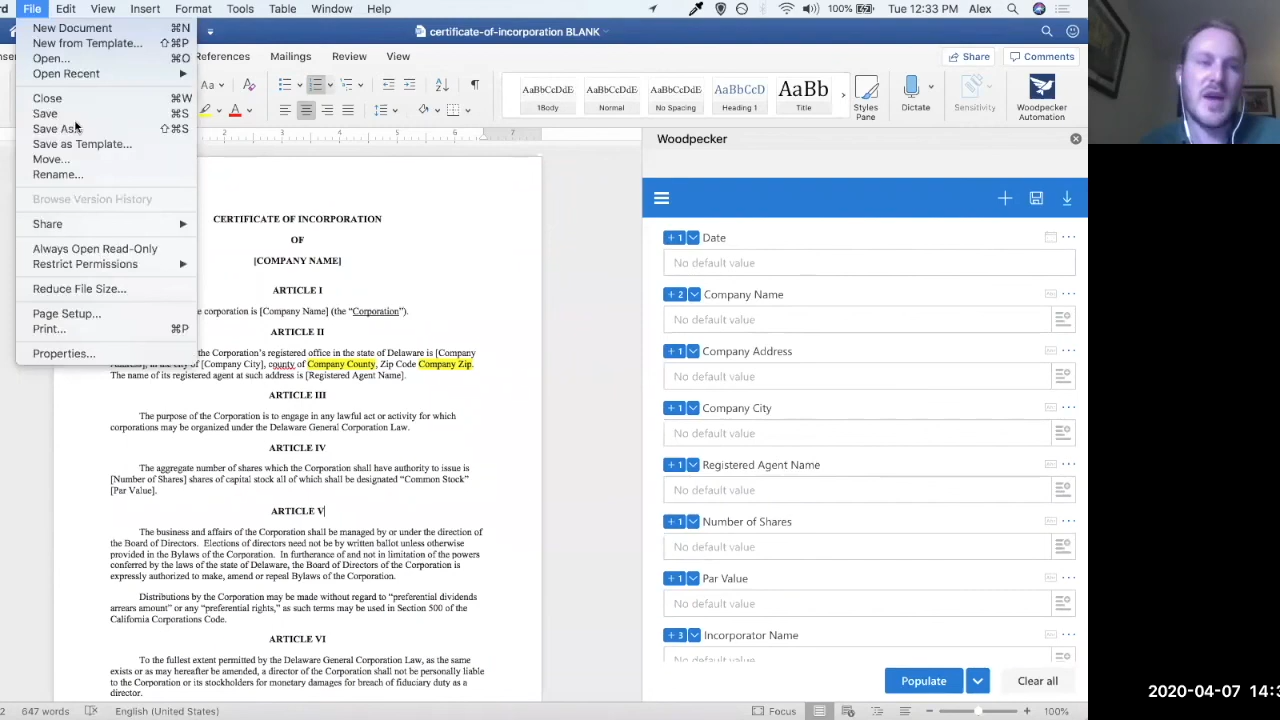 File Edit View Insert Format Tools Table Window Help 100% Tue 12:33 PM Alex
certificate-of-incorporation BLANK
New Document ⌘N
New from Template... ⇧⌘P
Open... ⌘O
Open Recent
Close ⌘W
Save ⌘S
Save As... ⇧⌘S
Save as Template...
Move...
Rename...
Browse Version History
Share
Always Open Read-Only
Restrict Permissions
Reduce File Size...
Page Setup...
Print... ⌘P
Properties...
References Mailings Review View Share Comments
Aa A
AaBbCcDdE AaBbCcDdE AaBbCcDdE AaBbCcD AaBb
1Body Normal No Spacing Heading 1 Title
Styles Pane
Dictate
Sensitivity
Woodpecker Automation
2 3 4 5 6 7
CERTIFICATE OF INCORPORATION
OF
[COMPANY NAME]
ARTICLE I
corporation is [Company Name] (the “Corporation”).
ARTICLE II
the Corporation’s registered office in the state of Delaware is [Company
[Company City], county of Company County, Zip Code Company Zip.
The name of its registered agent at such address is [Registered Agent Name].
ARTICLE III
The purpose of the Corporation is to engage in any lawful act or activity for which
corporations may be organized under the Delaware General Corporation Law.
ARTICLE IV
The aggregate number of shares which the Corporation shall have authority to issue is
[Number of Shares] shares of capital stock all of which shall be designated “Common Stock”
[Par Value].
ARTICLE V
The business and affairs of the Corporation shall be managed by or under the direction of
the Board of Directors. Elections of directors need not be by written ballot unless otherwise
provided in the Bylaws of the Corporation. In furtherance of and not in limitation of the powers
conferred by the laws of the state of Delaware, the Board of Directors of the Corporation is
expressly authorized to make, amend or repeal Bylaws of the Corporation.
Distributions by the Corporation may be made without regard to “preferential dividends
arrears amount” or any “preferential rights,” as such terms may be used in Section 500 of the
California Corporations Code.
ARTICLE VI
To the fullest extent permitted by the Delaware General Corporation Law, as the same
exists or as may hereafter be amended, a director of the Corporation shall not be personally liable
to the Corporation or its stockholders for monetary damages for breach of fiduciary duty as a
director.
Woodpecker
+ 1 Date
No default value
+ 2 Company Name
No default value
+ 1 Company Address
No default value
+ 1 Company City
No default value
+ 1 Registered Agent Name
No default value
+ 1 Number of Shares
No default value
+ 1 Par Value
No default value
+ 3 Incorporator Name
No default value
Populate Clear all
2 647 words English (United States) Focus 100%
2020-04-07 14:3